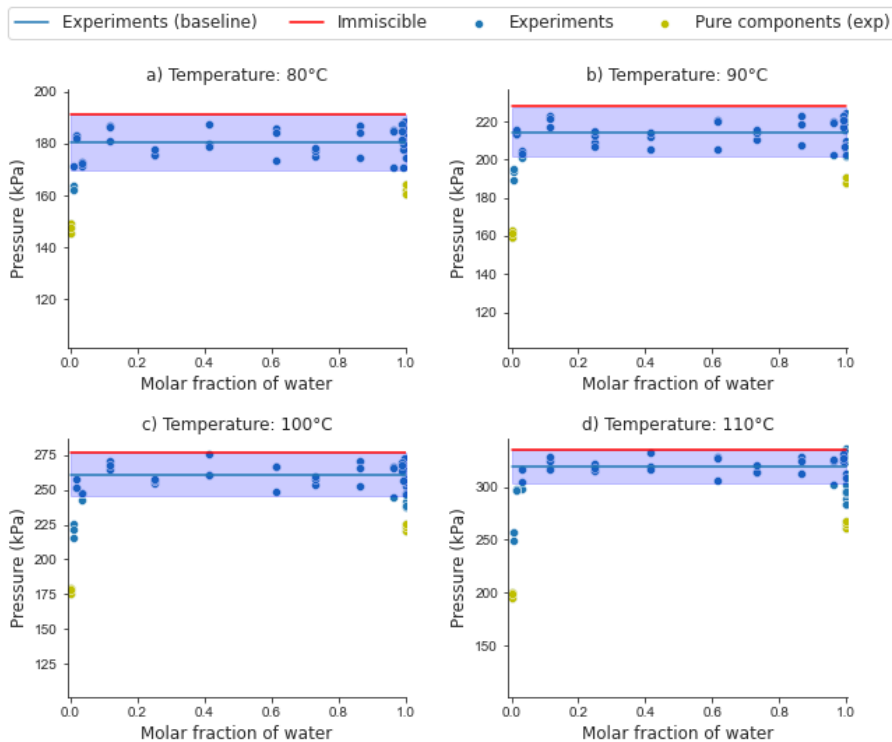 Experiments (baseline) Immiscible Experiments Pure components (exp)
a) Temperature: 80°C
200
180
160
140
120
Pressure (kPa)
0.0 0.2 0.4 0.6 0.8 1.0
Molar fraction of water
b) Temperature: 90°C
220
200
180
160
140
120
Pressure (kPa)
0.0 0.2 0.4 0.6 0.8 1.0
Molar fraction of water
c) Temperature: 100°C
275
250
225
200
175
150
125
Pressure (kPa)
0.0 0.2 0.4 0.6 0.8 1.0
Molar fraction of water
d) Temperature: 110°C
300
250
200
150
Pressure (kPa)
0.0 0.2 0.4 0.6 0.8 1.0
Molar fraction of water